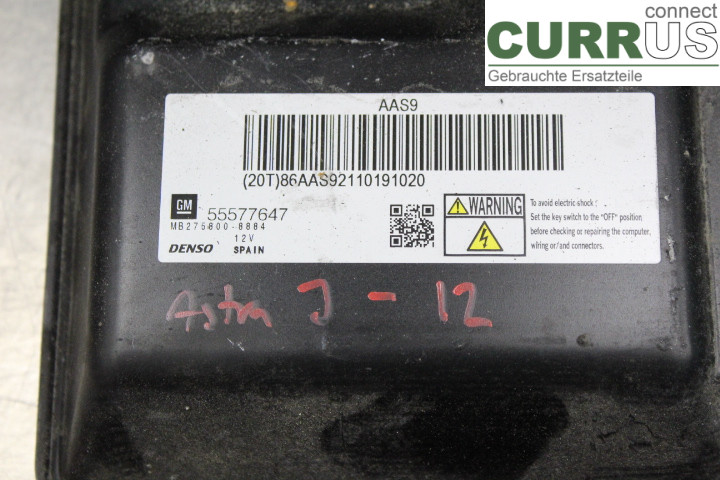 connect
CURRUS
Gebrauchte Ersatzteile
AAS9
(20T)86AAS92110191020
GM 55577647
MB275800-8884
12V
DENSO SPAIN
WARNING
To avoid electric shock :
Set the key switch to the "OFF" position
before checking or repairing the computer,
wiring or/and connectors.
Astra J - 12